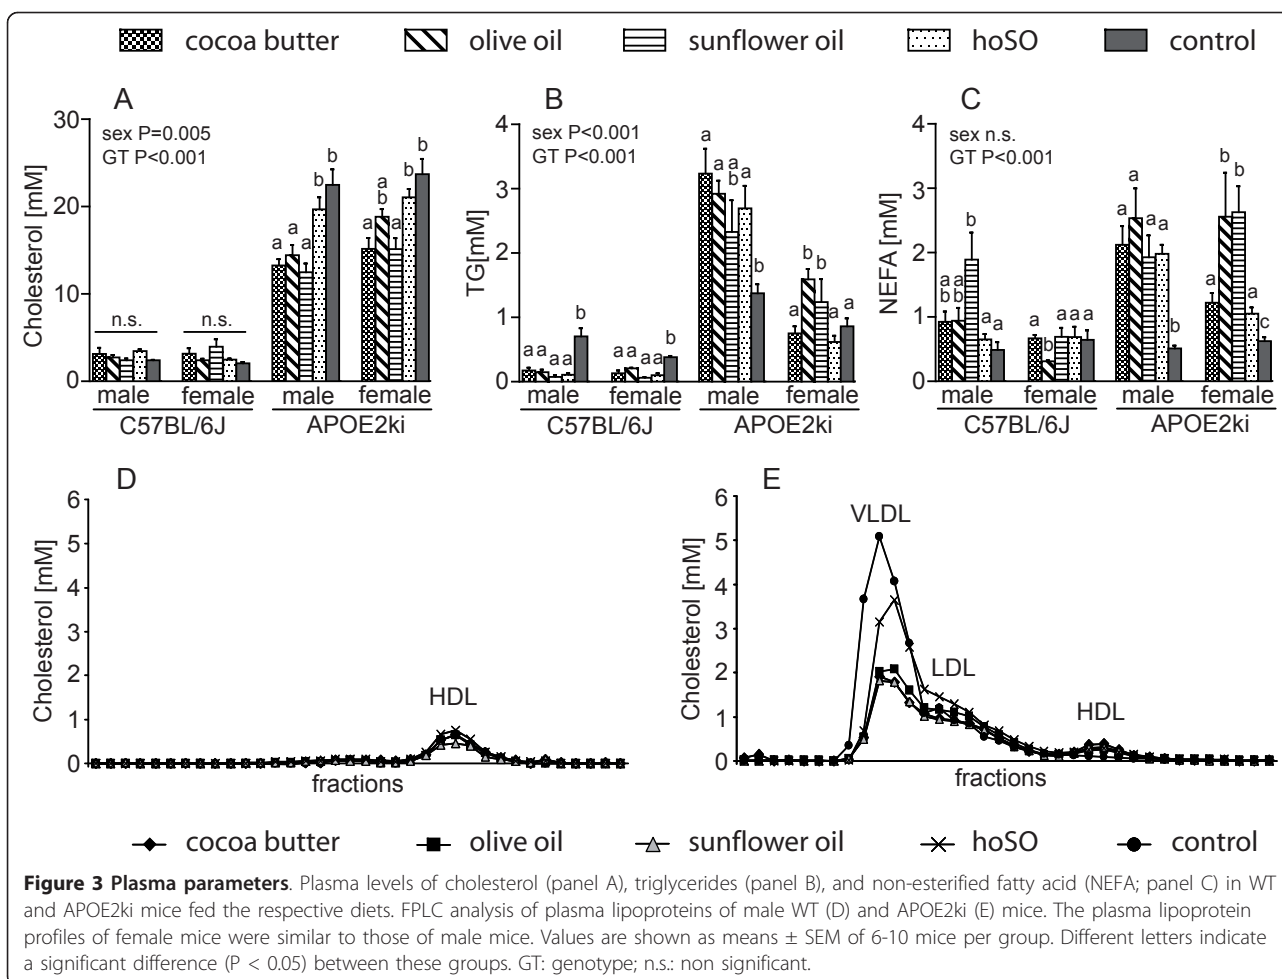 cocoa butter olive oil sunflower oil hoSO control
A
sex P=0.005
GT P<0.001
Cholesterol [mM]
30
20
10
0
a a a b b
a a b a b b
n.s. n.s.
male female male female
C57BL/6J APOE2ki
B
sex P<0.001
GT P<0.001
TG[mM]
4
3
2
1
0
a a a b a b
a a a a b
a a a a b
a b b a a
male female male female
C57BL/6J APOE2ki
C
sex n.s.
GT P<0.001
NEFA [mM]
4
3
2
1
0
a b a b b a a
a b a a a
a a a a b
a b b a c
male female male female
C57BL/6J APOE2ki
D
Cholesterol [mM]
6
5
4
3
2
1
0
HDL
fractions
E
Cholesterol [mM]
6
5
4
3
2
1
0
VLDL
LDL
HDL
fractions
cocoa butter olive oil sunflower oil hoSO control
Figure 3 Plasma parameters. Plasma levels of cholesterol (panel A), triglycerides (panel B), and non-esterified fatty acid (NEFA; panel C) in WT
and APOE2ki mice fed the respective diets. FPLC analysis of plasma lipoproteins of male WT (D) and APOE2ki (E) mice. The plasma lipoprotein
profiles of female mice were similar to those of male mice. Values are shown as means ± SEM of 6-10 mice per group. Different letters indicate
a significant difference (P < 0.05) between these groups. GT: genotype; n.s.: non significant.